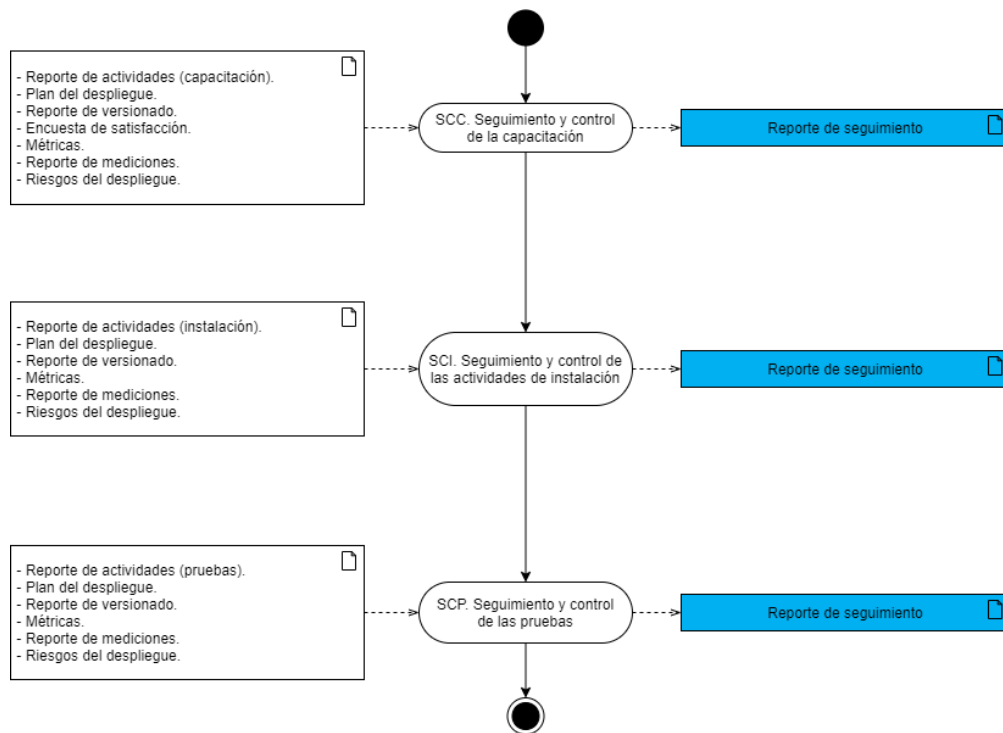 - Reporte de actividades (capacitación).
- Plan del despliegue.
- Reporte de versionado.
- Encuesta de satisfacción.
- Métricas.
- Reporte de mediciones.
- Riesgos del despliegue.
SCC. Seguimiento y control
de la capacitación
Reporte de seguimiento
- Reporte de actividades (instalación).
- Plan del despliegue.
- Reporte de versionado.
- Métricas.
- Reporte de mediciones.
- Riesgos del despliegue.
SCI. Seguimiento y control de
las actividades de instalación
Reporte de seguimiento
- Reporte de actividades (pruebas).
- Plan del despliegue.
- Reporte de versionado.
- Métricas.
- Reporte de mediciones.
- Riesgos del despliegue.
SCP. Seguimiento y control
de las pruebas
Reporte de seguimiento